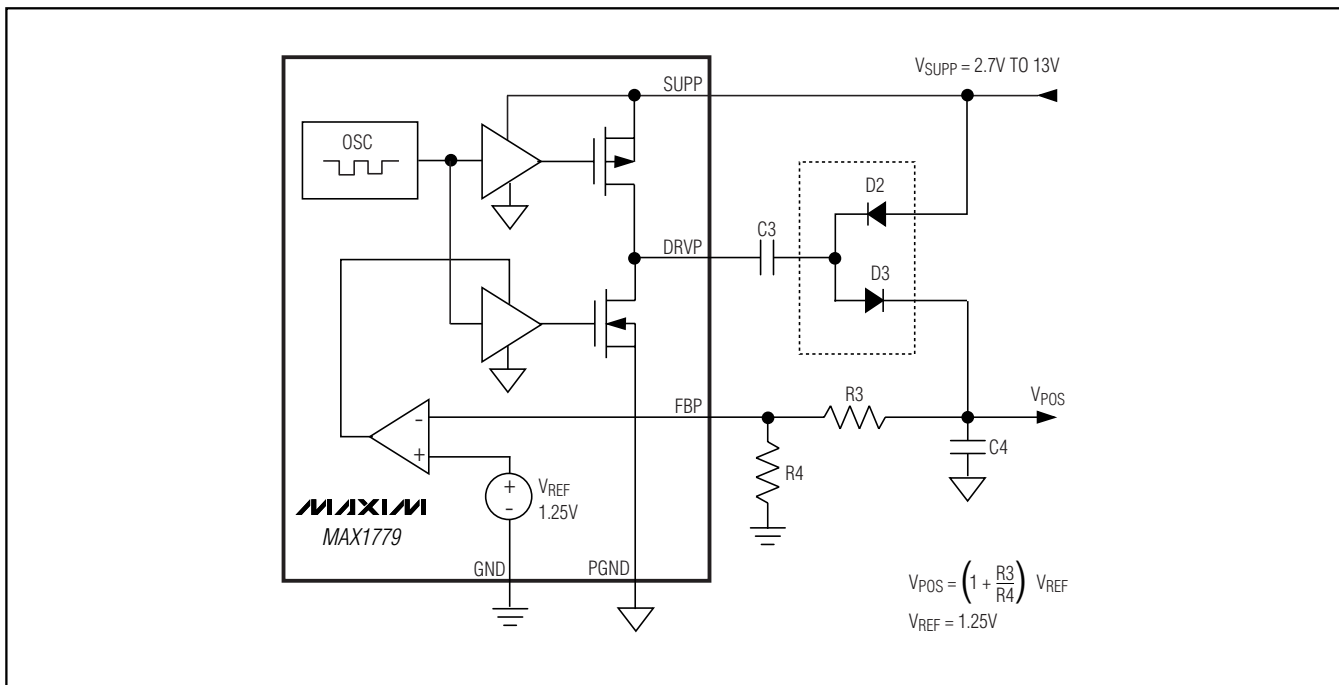 V_SUPP = 2.7V TO 13V
SUPP
OSC
D2
C3
DRVP
D3
FBP
R3
V_POS
-
+
R4
C4
+
-
V_REF
1.25V
MAXIM
MAX1779
GND
PGND
V_POS = (1 + R3/R4) V_REF
V_REF = 1.25V